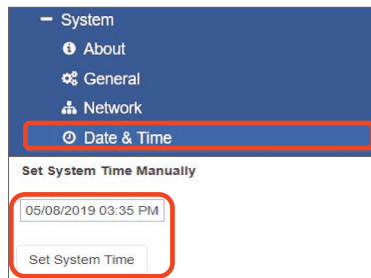 System
About
General
Network
Date & Time
Set System Time Manually
05/08/2019 03:35 PM
Set System Time